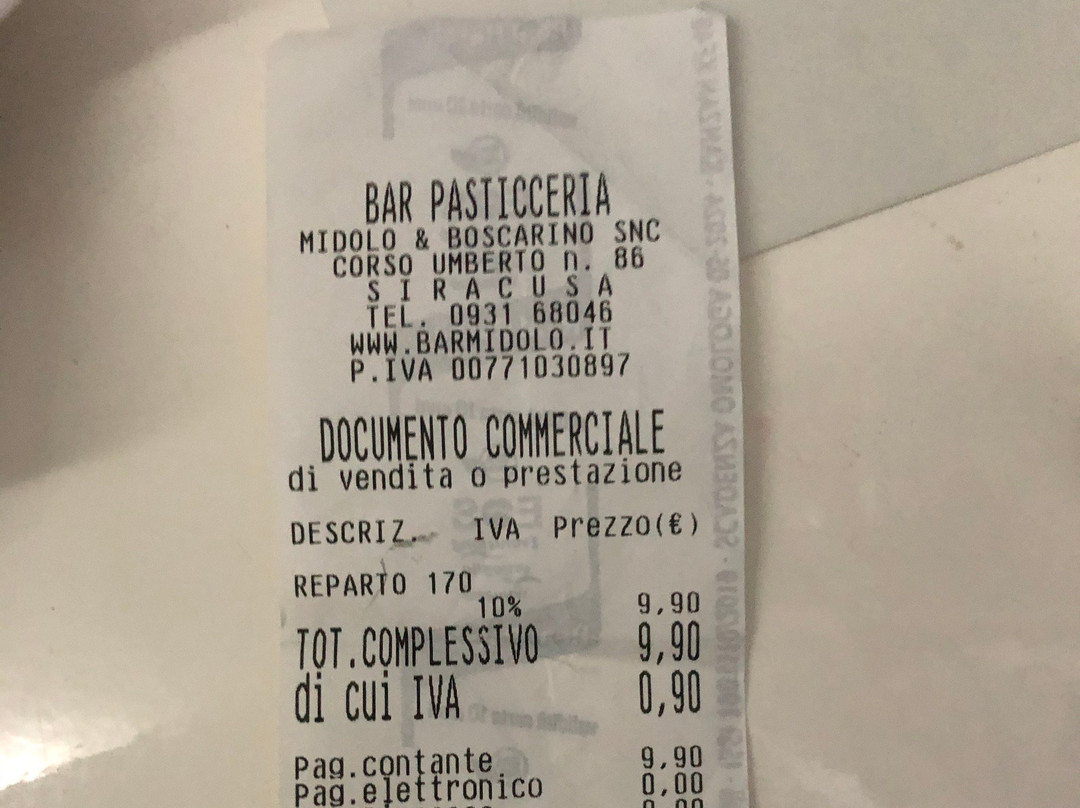 BAR PASTICCERIA
MIDOLO & BOSCARINO SNC
CORSO UMBERTO n. 86
S I R A C U S A
TEL. 0931 68046
WWW.BARMIDOLO.IT
P.IVA 00771030897
DOCUMENTO COMMERCIALE
di vendita o prestazione
DESCRIZ. IVA Prezzo(€)
REPARTO 170
10% 9,90
TOT.COMPLESSIVO 9,90
di cui IVA 0,90
Pag.contante 9,90
Pag.elettronico 0,00